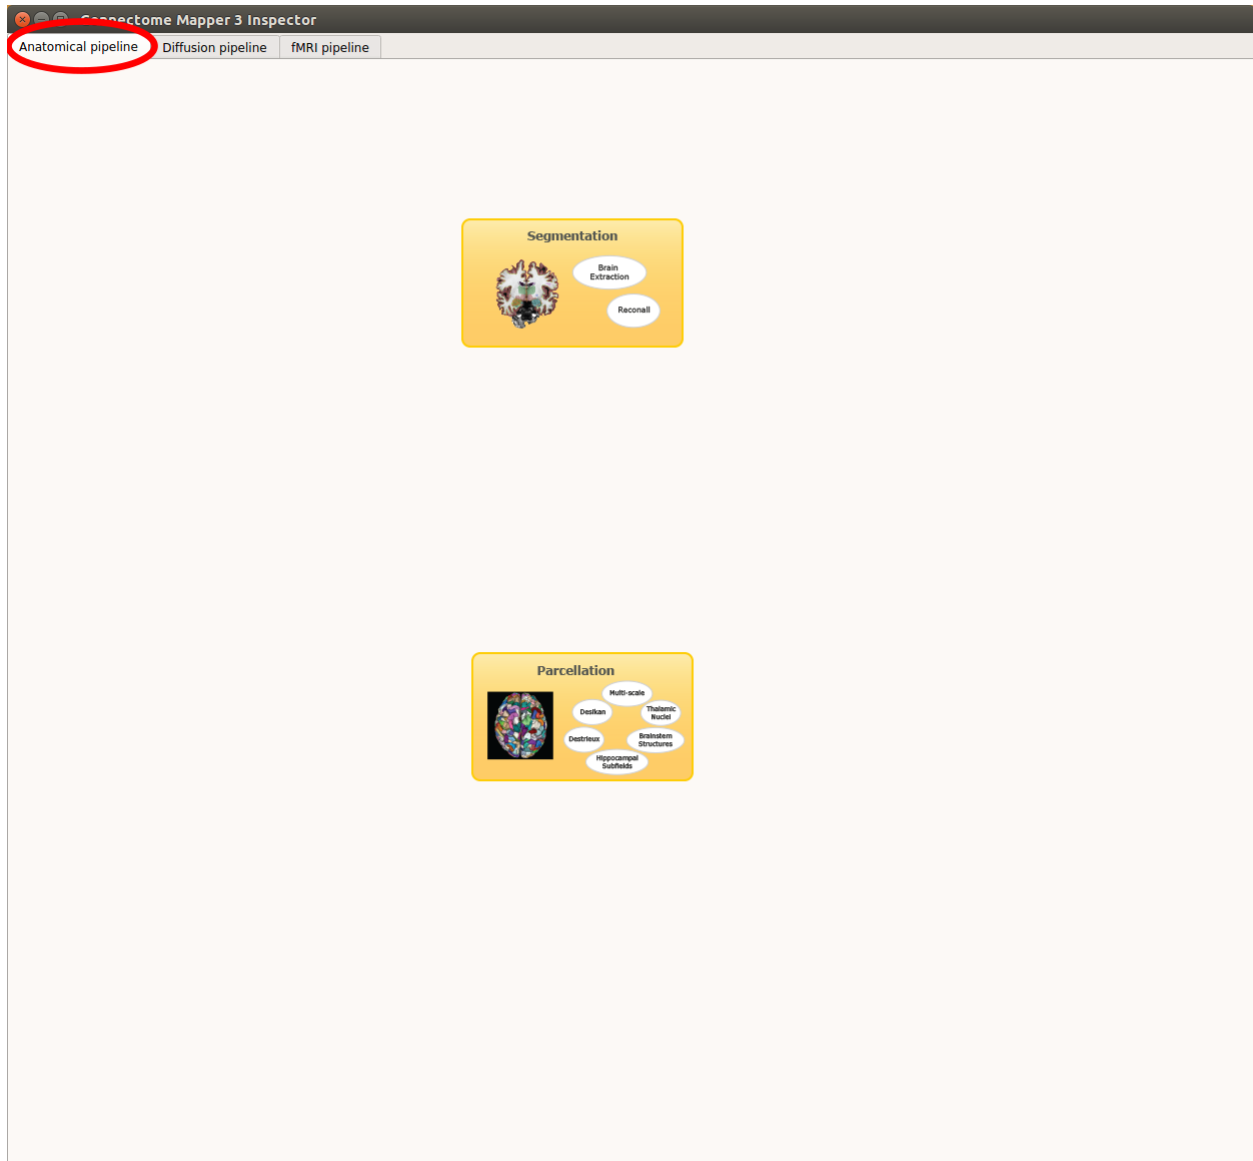 Connectome Mapper 3 Inspector
Anatomical pipeline
Diffusion pipeline
fMRI pipeline
Segmentation
Brain
Extraction
Reconall
Parcellation
Multi-scale
Desikan
Thalamic
Nuclei
Destrieux
Brainstem
Structures
Hippocampal
Subfields